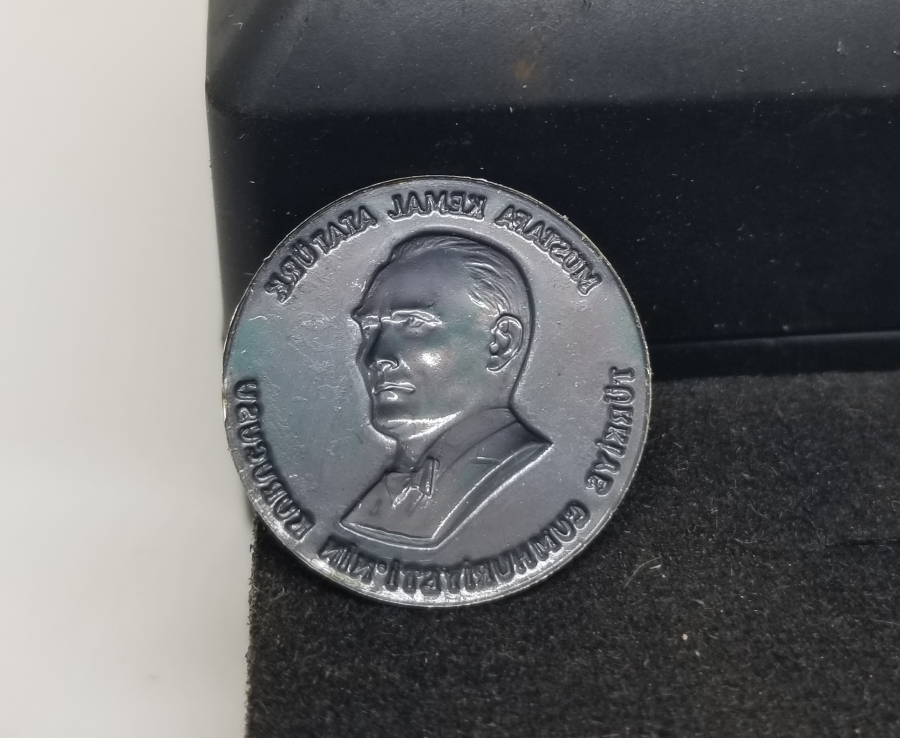 MUSTAFA KEMAL ATATÜRK
TÜRKİYE CUMHURİYETİ'NİN KURUCUSU